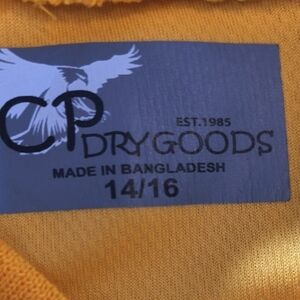 CP
EST.1985
DRY GOODS
MADE IN BANGLADESH
14/16